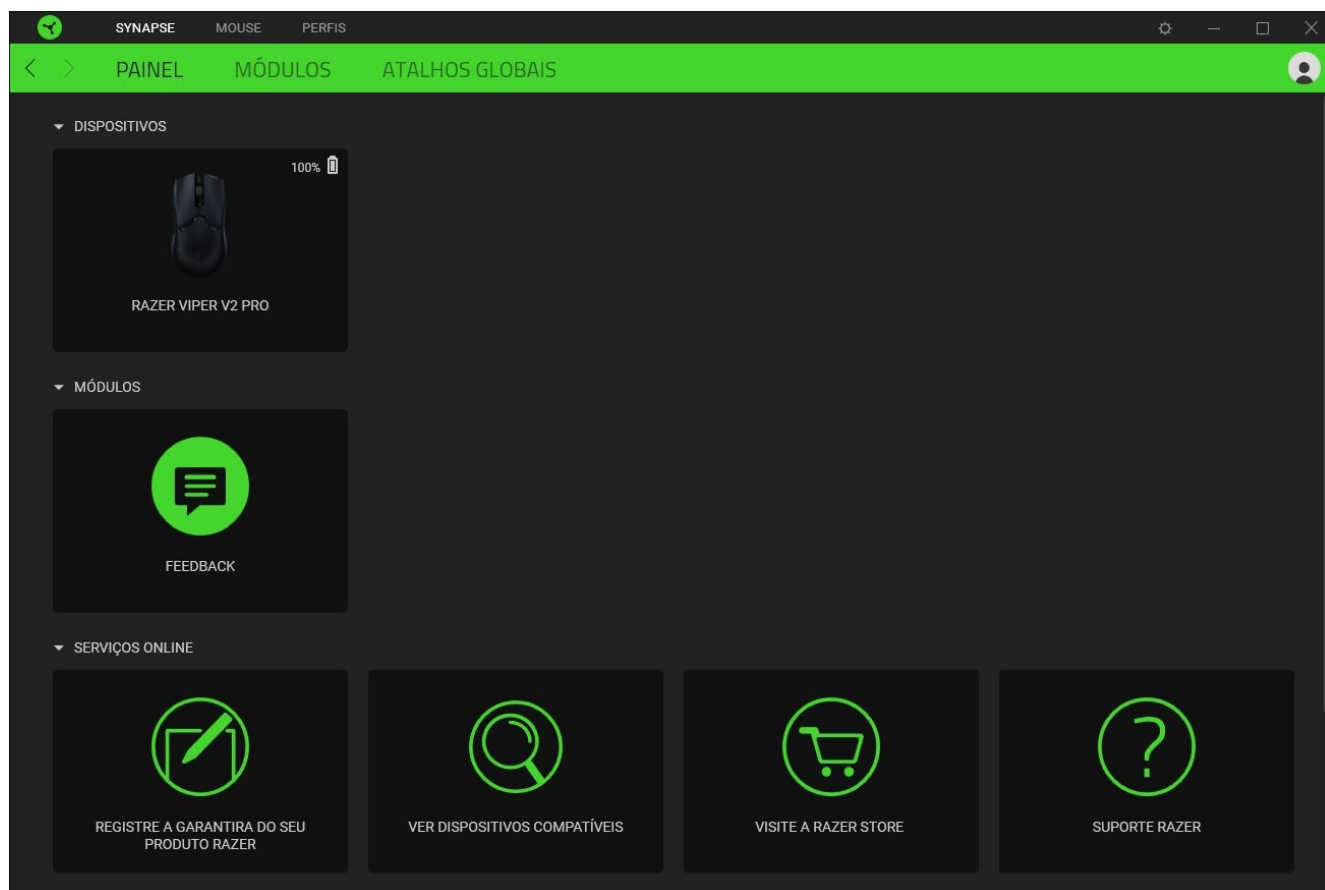 SYNAPSE MOUSE PERFIS
PAINEL MÓDULOS ATALHOS GLOBAIS
DISPOSITIVOS
100%
RAZER VIPER V2 PRO
MÓDULOS
FEEDBACK
SERVIÇOS ONLINE
REGISTRE A GARANTIRA DO SEU
PRODUTO RAZER
VER DISPOSITIVOS COMPATÍVEIS
VISITE A RAZER STORE
SUPORTE RAZER